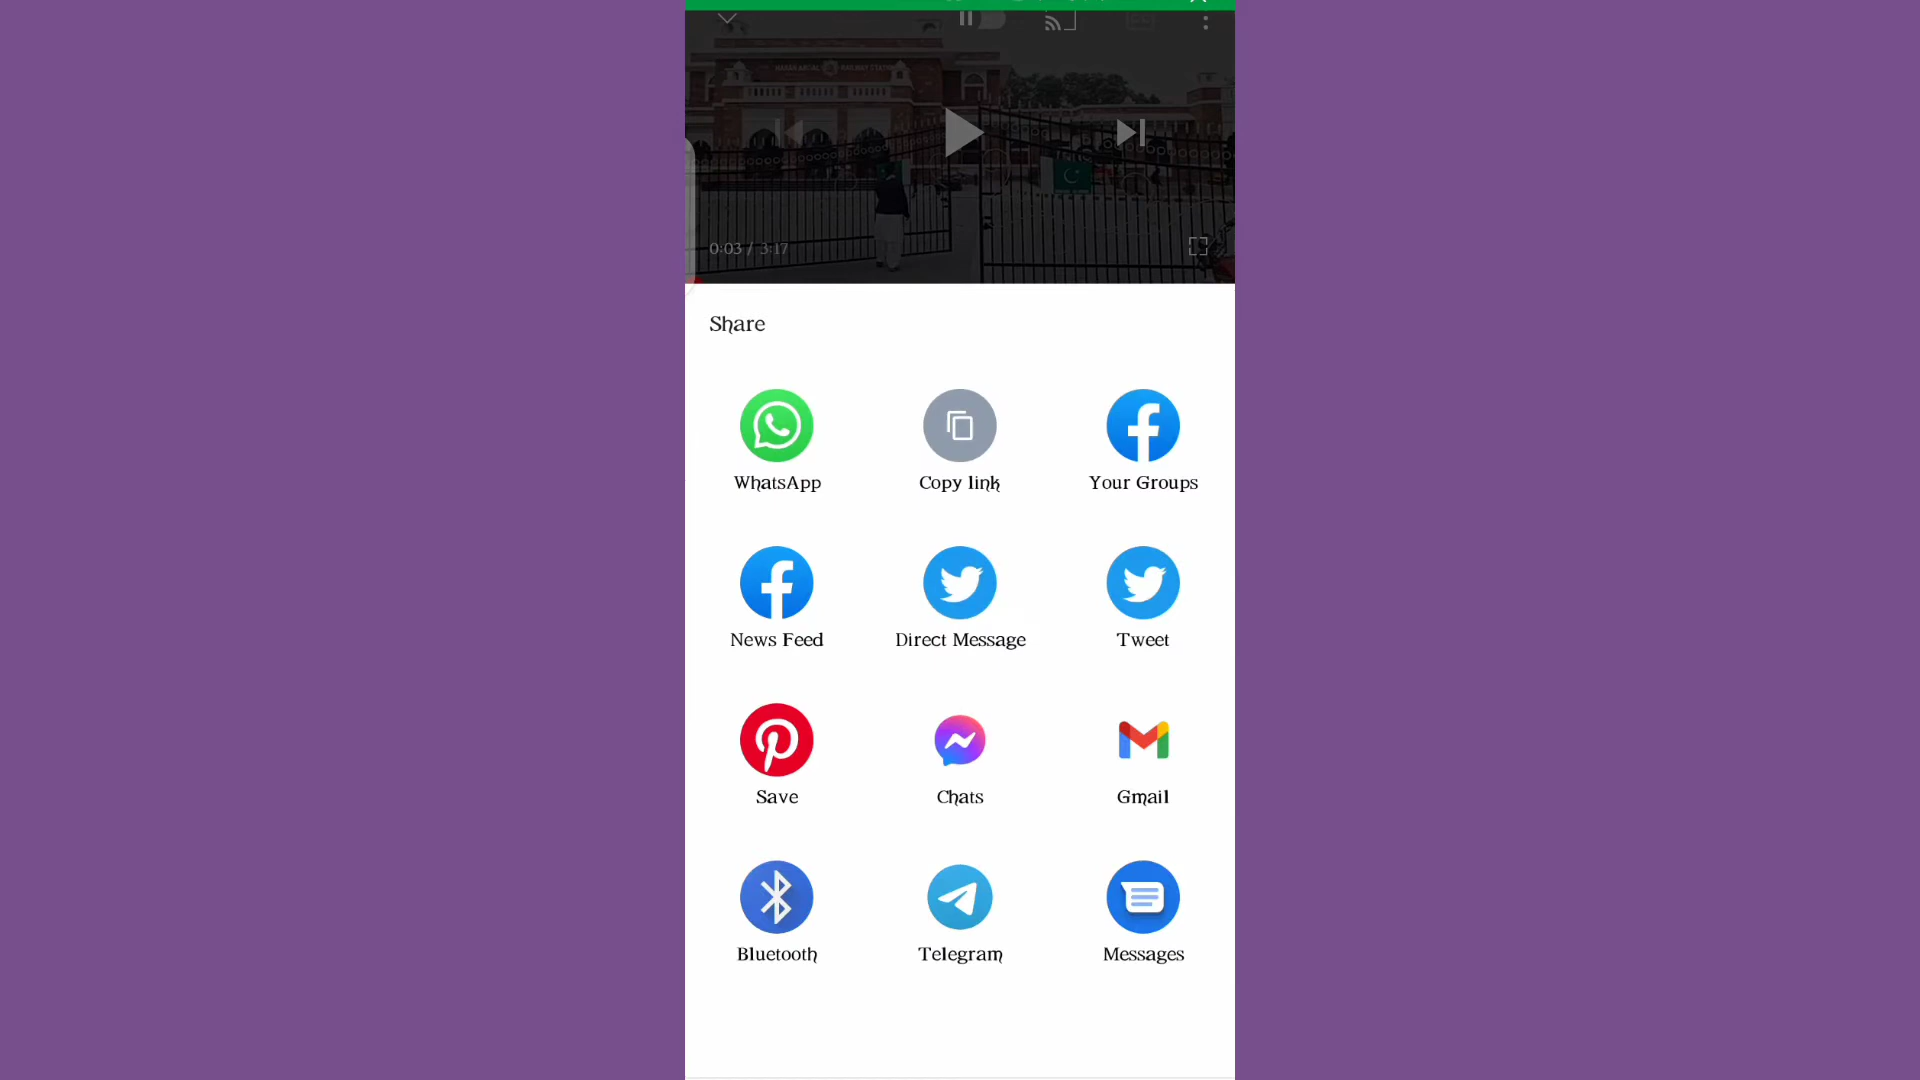 0:03 / 3:17
Share
WhatsApp
Copy link
Your Groups
News Feed
Direct Message
Tweet
Save
Chats
Gmail
Bluetooth
Telegram
Messages